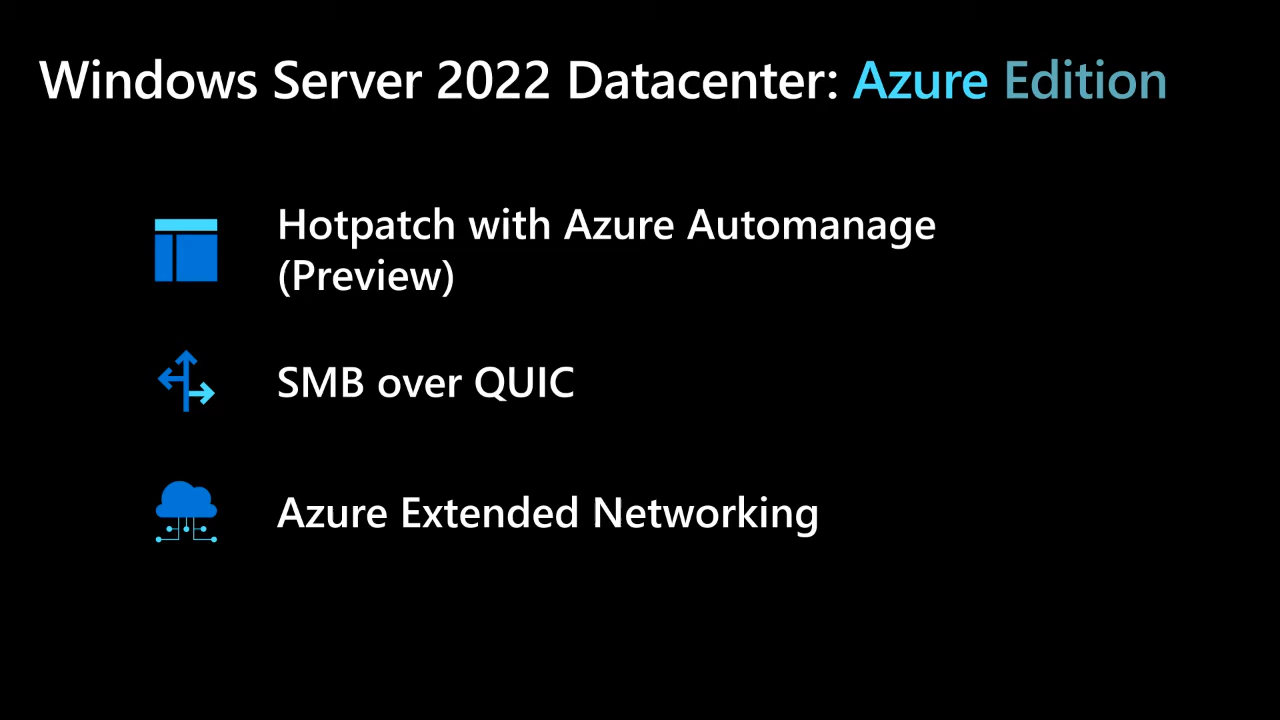 Windows Server 2022 Datacenter: Azure Edition
Hotpatch with Azure Automanage
(Preview)
SMB over QUIC
Azure Extended Networking